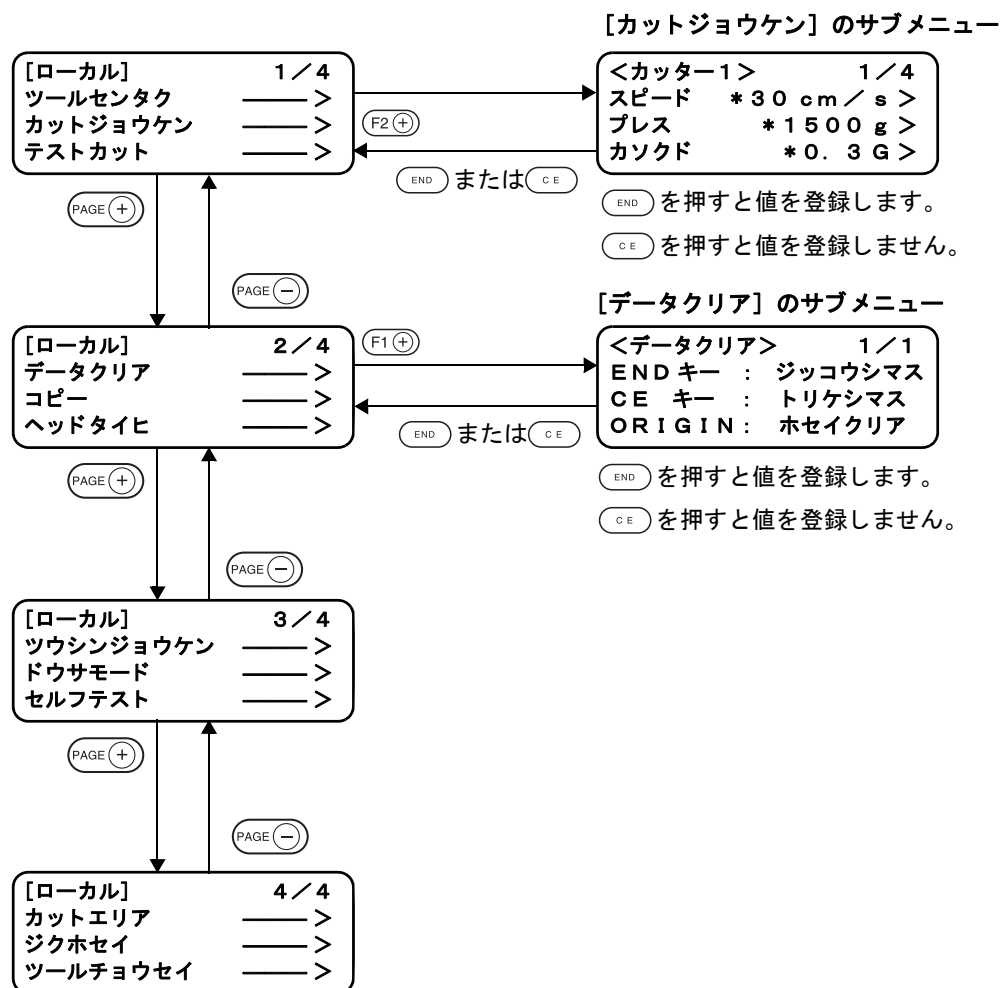 [カットジョウケン] のサブメニュー
[ローカル] 1／4
ツールセンタク ――― >
カットジョウケン ――― >
テストカット ――― >
F2 +
END または CE
<カッター1> 1／4
スピード *30 cm／s >
プレス *1500 g >
カソクド *0. 3 G >
END を押すと値を登録します。
CE を押すと値を登録しません。
PAGE +
PAGE −
[データクリア] のサブメニュー
[ローカル] 2／4
データクリア ――― >
コピー ――― >
ヘッドタイヒ ――― >
F1 +
END または CE
<データクリア> 1／1
END キー : ジッコウシマス
CE キー : トリケシマス
ORIGIN : ホセイクリア
END を押すと値を登録します。
CE を押すと値を登録しません。
PAGE +
PAGE −
[ローカル] 3／4
ツウシンジョウケン ――― >
ドウサモード ――― >
セルフテスト ――― >
PAGE +
PAGE −
[ローカル] 4／4
カットエリア ――― >
ジクホセイ ――― >
ツールチョウセイ ――― >